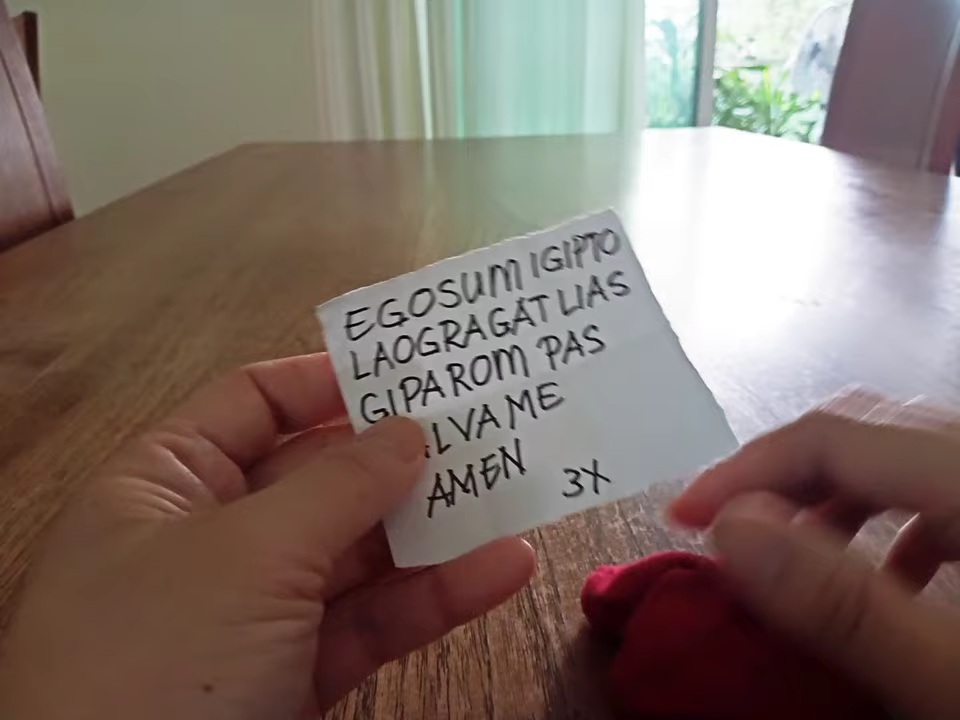 EGOSUM IGIPTO
LAOGRAGAT LIAS
GIPAROM PAS
LVA ME
AMEN 3X